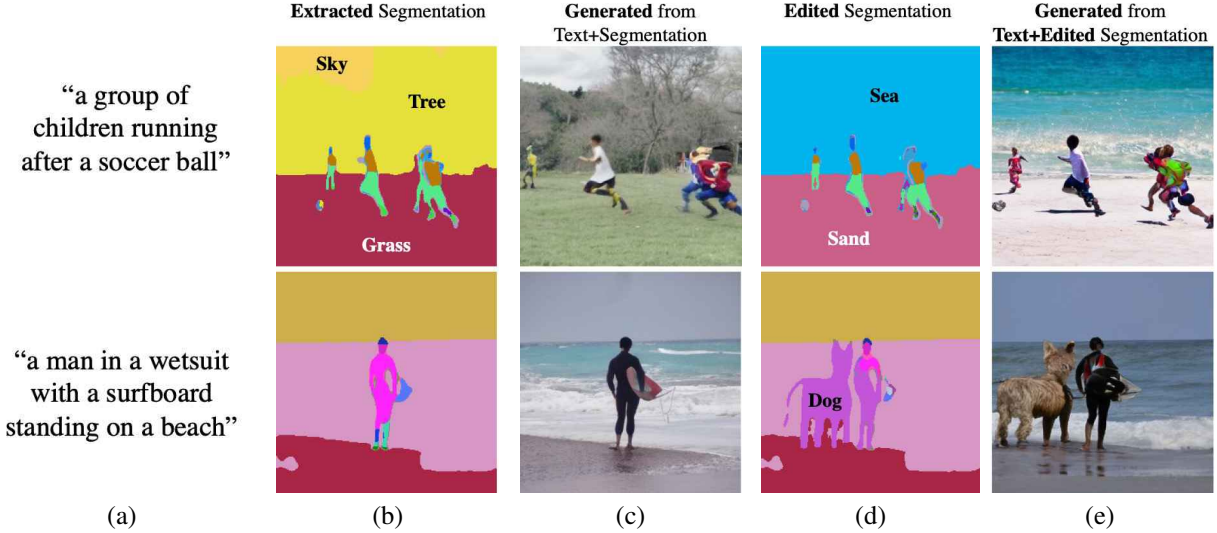 Extracted Segmentation
Generated from
Text+Segmentation
Edited Segmentation
Generated from
Text+Edited Segmentation
“a group of
children running
after a soccer ball”
Sky
Tree
Grass
Sea
Sand
“a man in a wetsuit
with a surfboard
standing on a beach”
Dog
(a)
(b)
(c)
(d)
(e)